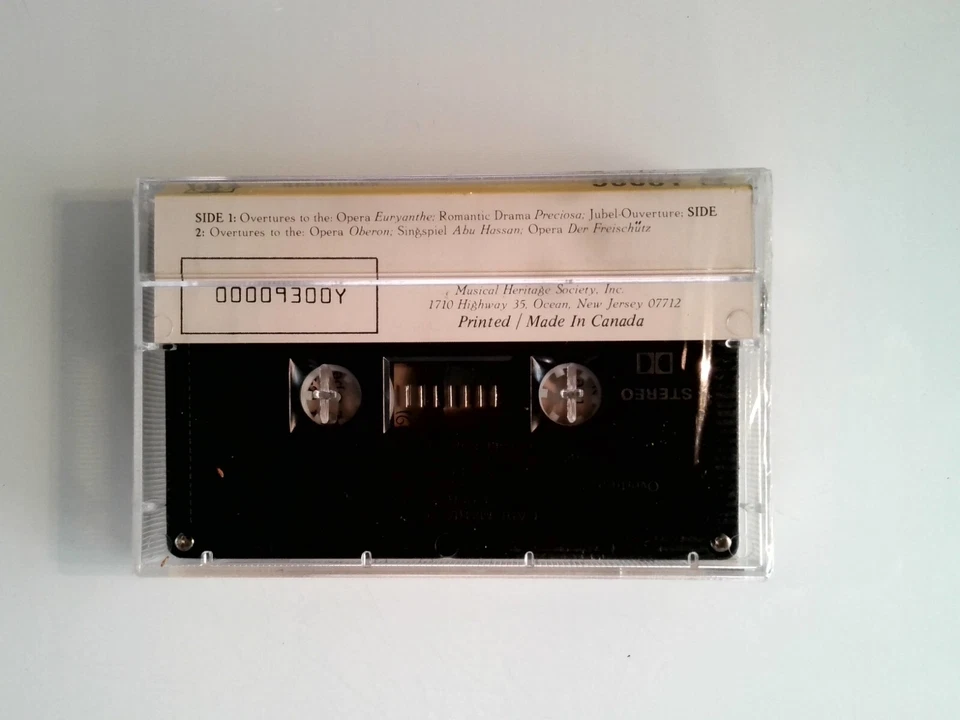 SIDE 1: Overtures to the: Opera Euryanthe; Romantic Drama Preciosa; Jubel-Ouverture; SIDE
2: Overtures to the: Opera Oberon; Singspiel Abu Hassan; Opera Der Freischütz
00009300Y
Musical Heritage Society, Inc.
1710 Highway 35, Ocean, New Jersey 07712
Printed / Made In Canada
STEREO